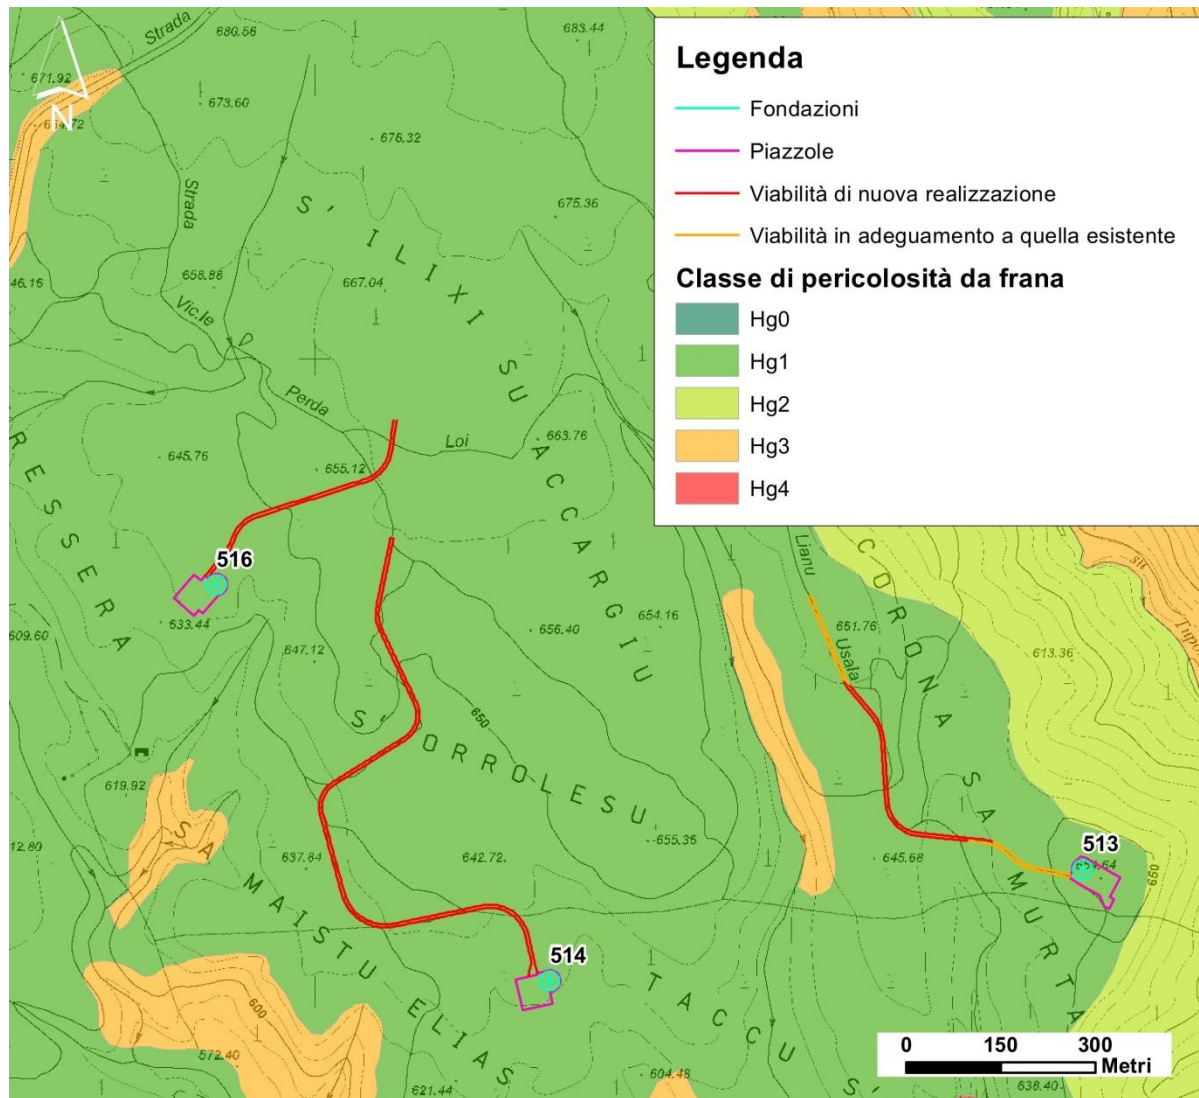 Legenda
Fondazioni
Piazzole
Viabilità di nuova realizzazione
Viabilità in adeguamento a quella esistente
Classe di pericolosità da frana
Hg0
Hg1
Hg2
Hg3
Hg4
N
Strada
680.56
683.44
671.92
673.60
676.32
Strada
675.36
S' ILIXI SU ACCARGIU
46.16
658.88
667.04
Vic.le
Perda
Loi
663.76
645.76
655.12
RESSERA
516
633.44
609.60
647.12
656.40
654.16
651.76
Lianu
Usala
CORONA SA MURTA
613.36
su
650
S' ORROLESU
619.92
655.36
12.80
637.84
642.72
645.68
513
650
SA MAISTU ELIAS
514
TACCU S'
600
572.40
621.44
604.48
638.40
0 150 300
Metri